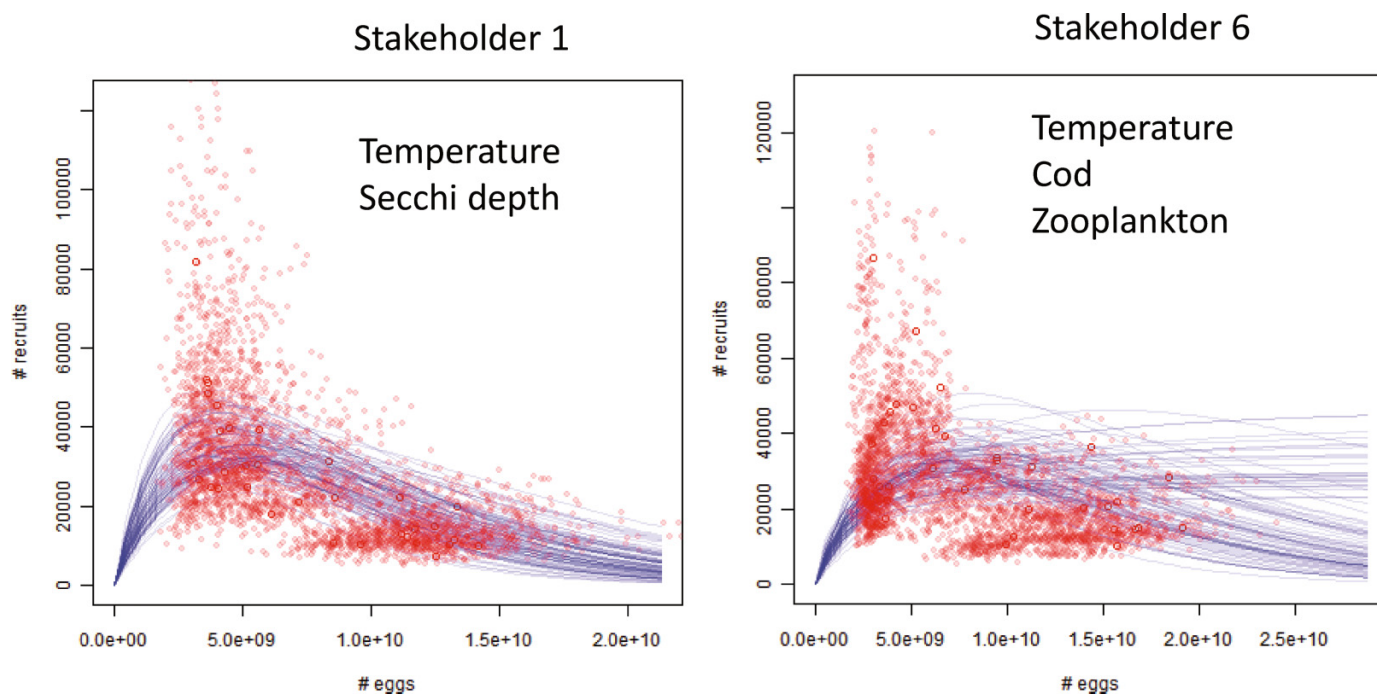 Stakeholder 1
Temperature
Secchi depth
# recruits
0
20000
40000
60000
80000
100000
0.0e+00
5.0e+09
1.0e+10
1.5e+10
2.0e+10
# eggs
Stakeholder 6
Temperature
Cod
Zooplankton
# recruits
0
20000
40000
60000
80000
120000
0.0e+00
5.0e+09
1.0e+10
1.5e+10
2.0e+10
2.5e+10
# eggs